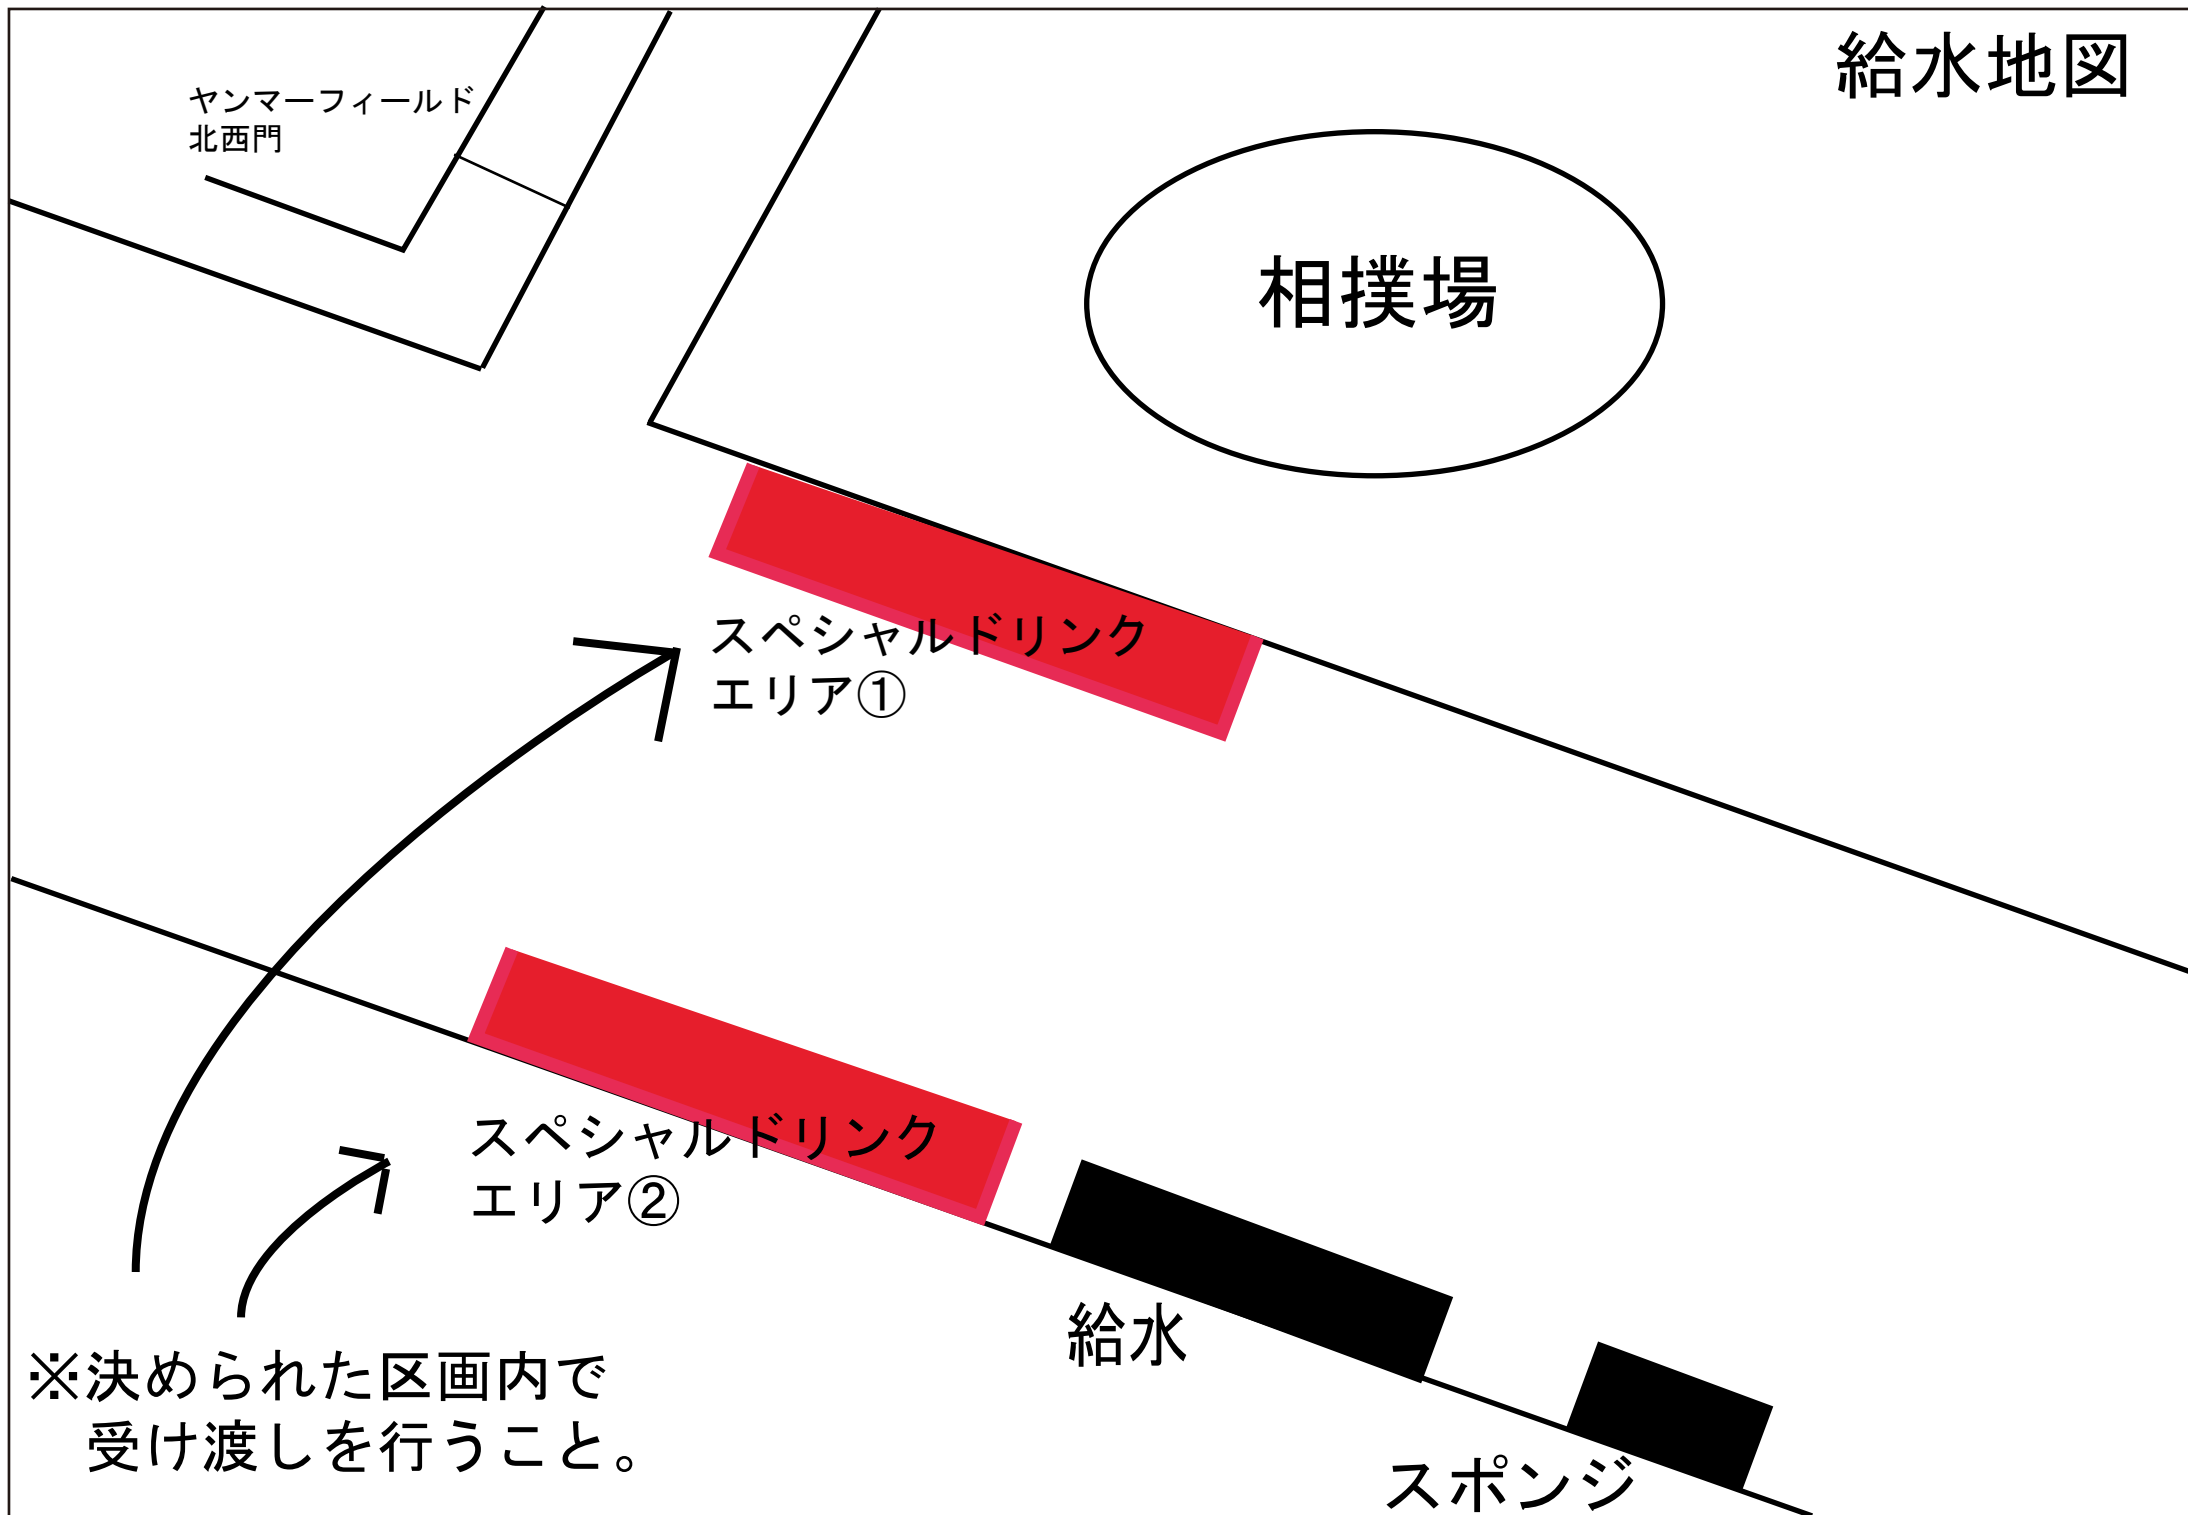 給水地図
ヤンマーフィールド
北西門
相撲場
スペシャルドリンク
エリア①
スペシャルドリンク
エリア②
給水
※決められた区画内で
受け渡しを行うこと。
スポンジ